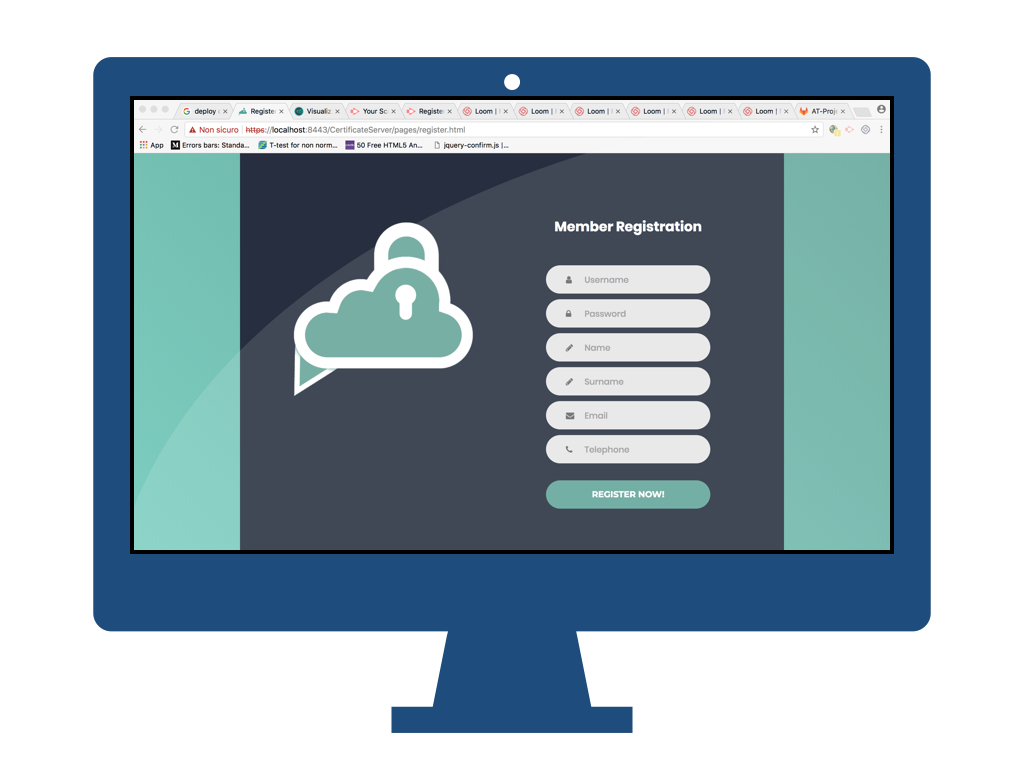 deploy
Register
Visualiz
Your Sc
Register
Loom |
Loom |
Loom |
Loom |
Loom |
Loom |
AT-Proje
Non sicuro https://localhost:8443/CertificateServer/pages/register.html
App M Errors bars: Standa... T-test for non norm... 50 Free HTML5 An... jquery-confirm.js |...
Member Registration
Username
Password
Name
Surname
Email
Telephone
REGISTER NOW!